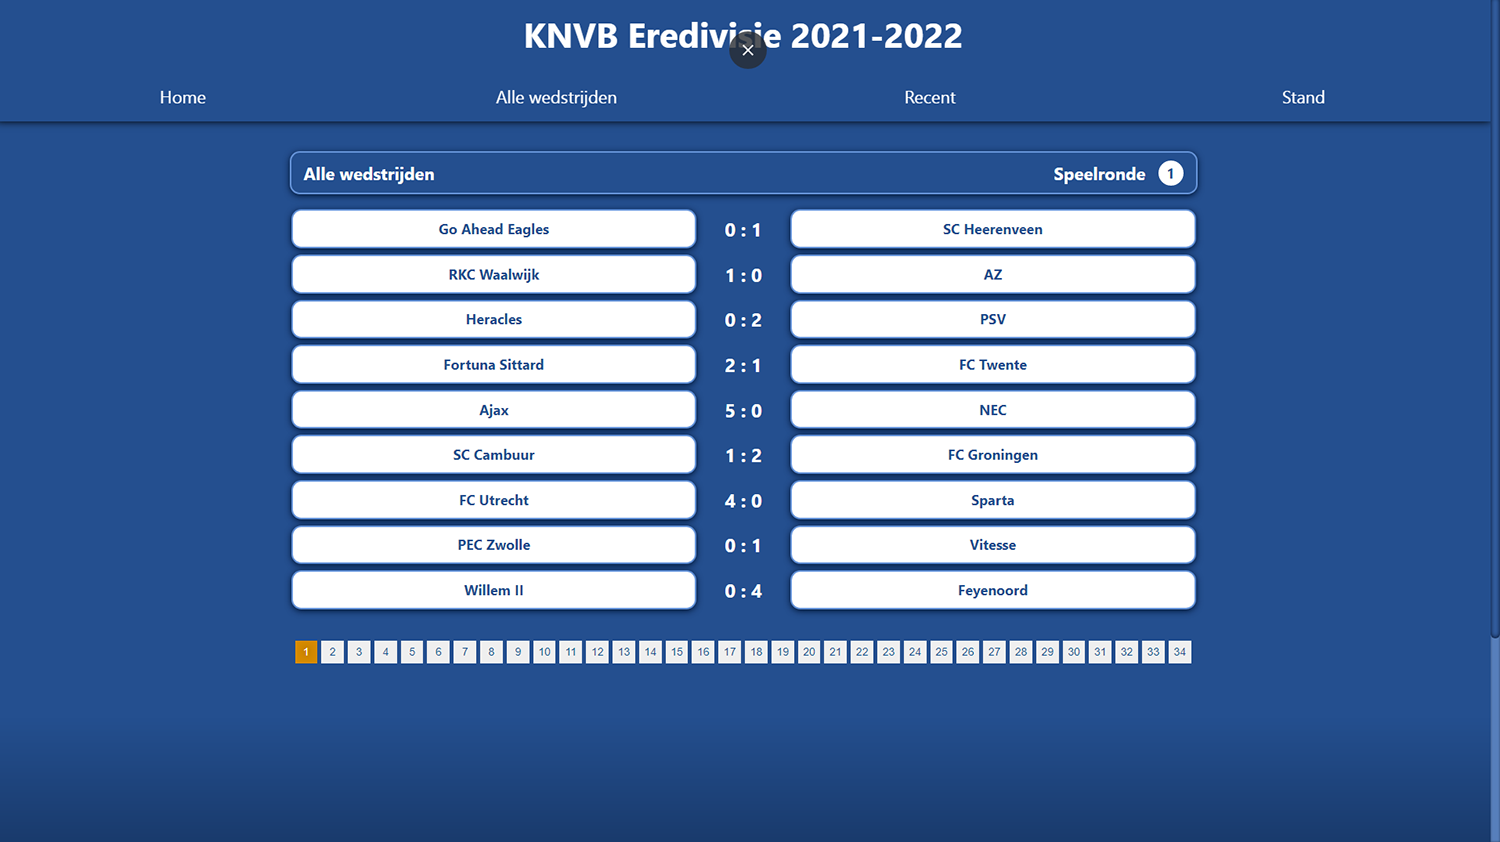 KNVB Eredivisie 2021-2022
Home Alle wedstrijden Recent Stand
Alle wedstrijden Speelronde 1
Go Ahead Eagles 0 : 1 SC Heerenveen
RKC Waalwijk 1 : 0 AZ
Heracles 0 : 2 PSV
Fortuna Sittard 2 : 1 FC Twente
Ajax 5 : 0 NEC
SC Cambuur 1 : 2 FC Groningen
FC Utrecht 4 : 0 Sparta
PEC Zwolle 0 : 1 Vitesse
Willem II 0 : 4 Feyenoord
1 2 3 4 5 6 7 8 9 10 11 12 13 14 15 16 17 18 19 20 21 22 23 24 25 26 27 28 29 30 31 32 33 34